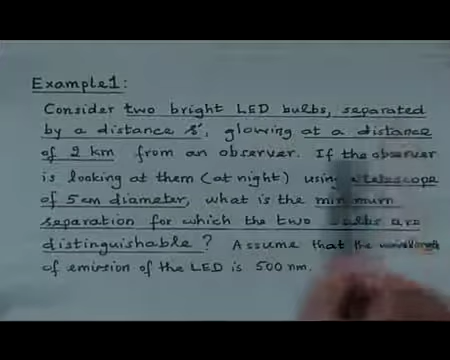 Example 1:
Consider two bright LED bulbs, separated
by a distance 's', glowing at a distance
of 2 km from an observer. If the observer
is looking at them (at night) using telescope
of 5 cm diameter, what is the minimum
separation for which the two bulbs are
distinguishable? Assume that the wavelength
of emission of the LED is 500 nm.